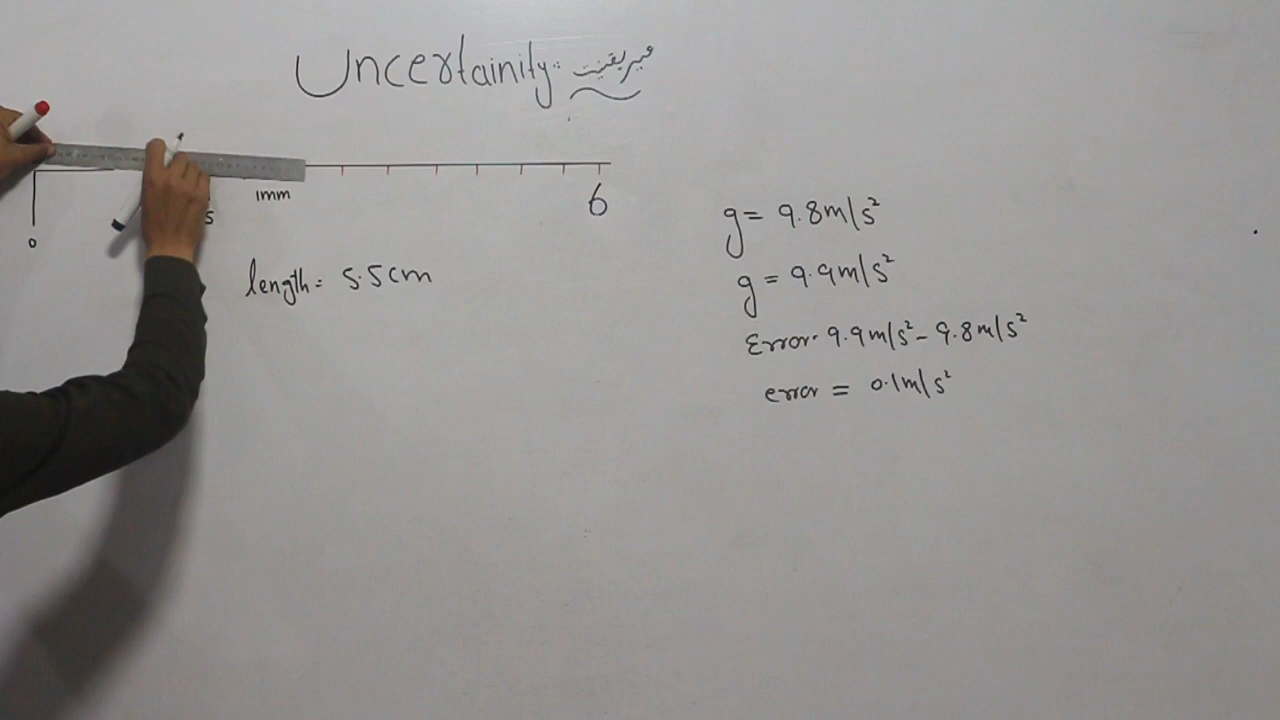 Uncertainity:- غیر یقینیت
1mm
5
6
0
length = 5.5cm
g = 9.8m/s²
g = 9.9m/s²
Error. 9.9m/s² - 9.8m/s²
error = 0.1m/s²